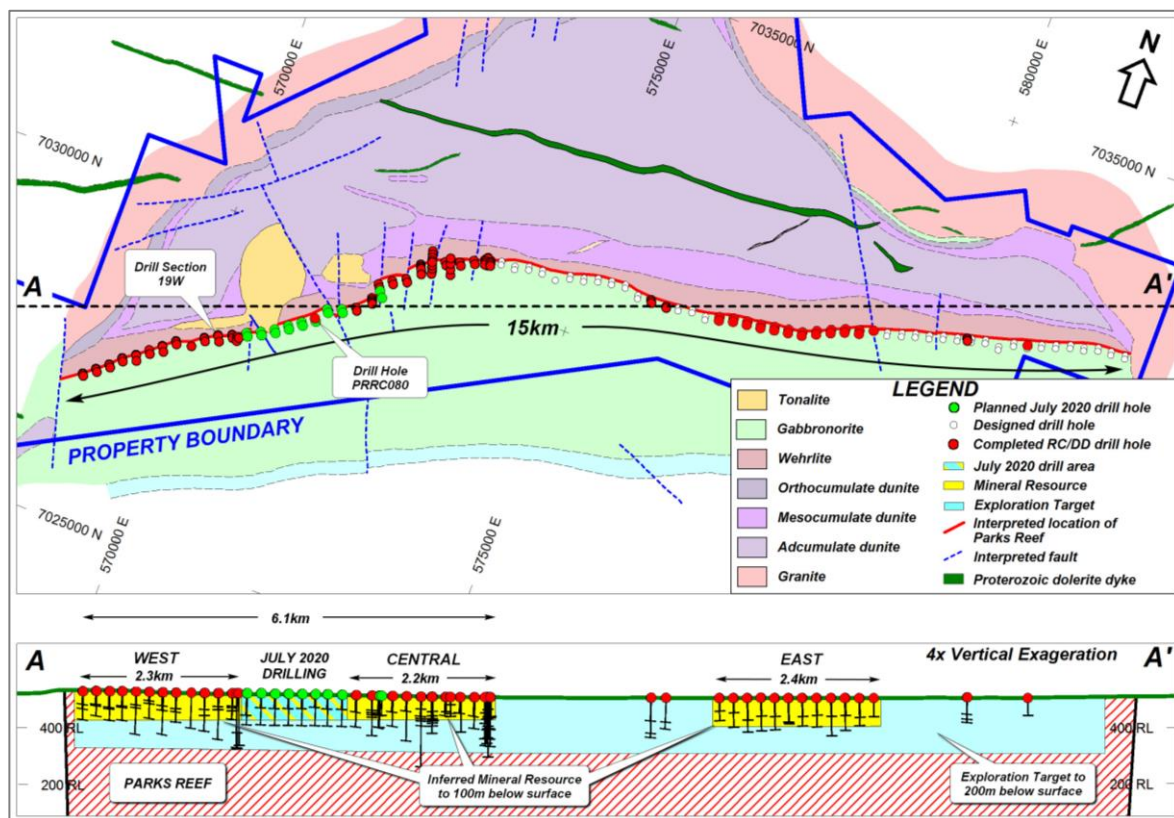 570000 E
575000 E
7035000 N
580000 E
N
7030000 N
7035000 N
Drill Section
19W
A
A'
15km
Drill Hole
PRRC080
PROPERTY BOUNDARY
7025000 N
570000 E
575000 E
LEGEND
Tonalite
Gabbronorite
Wehrlite
Orthocumulate dunite
Mesocumulate dunite
Adcumulate dunite
Granite
Planned July 2020 drill hole
Designed drill hole
Completed RC/DD drill hole
July 2020 drill area
Mineral Resource
Exploration Target
Interpreted location of
Parks Reef
Interpreted fault
Proterozoic dolerite dyke
6.1km
A
WEST
2.3km
JULY 2020
DRILLING
CENTRAL
2.2km
EAST
2.4km
4x Vertical Exageration
A'
400 RL
400 RL
200 RL
200 RL
PARKS REEF
Inferred Mineral Resource
to 100m below surface
Exploration Target to
200m below surface